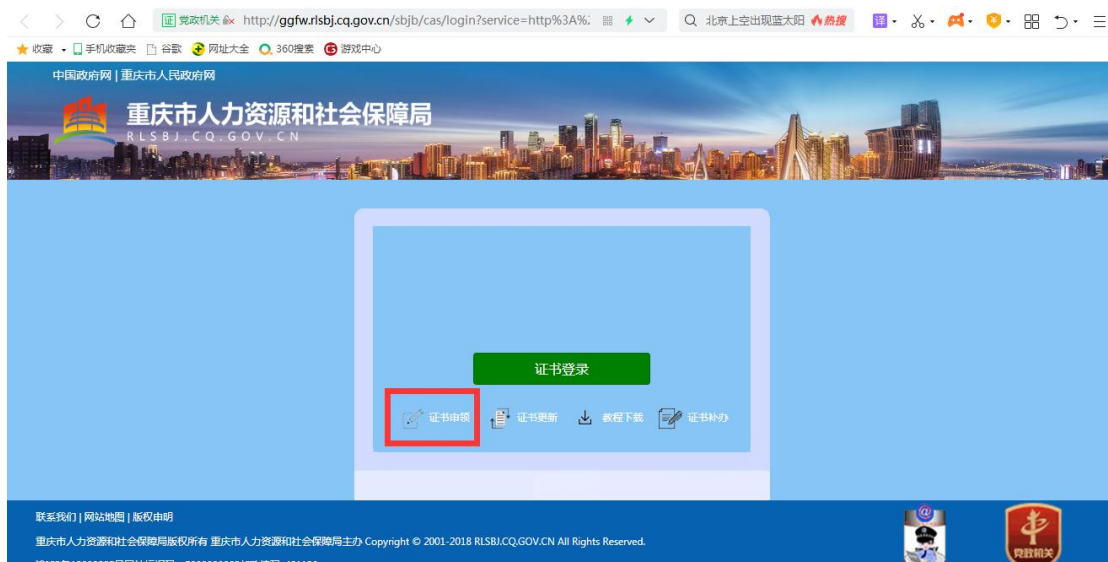 证 党政机关 http://ggfw.rlsbj.cq.gov.cn/sbjb/cas/login?service=http%3A% 北京上空出现蓝太阳 热搜 译
收藏 手机收藏夹 谷歌 网址大全 360搜索 游戏中心
中国政府网 | 重庆市人民政府网
重庆市人力资源和社会保障局
RLSBJ.CQ.GOV.CN
证书登录
证书申领 证书更新 教程下载 证书补办
联系我们 | 网站地图 | 版权申明
重庆市人力资源和社会保障局版权所有 重庆市人力资源和社会保障局主办 Copyright © 2001-2018 RLSBJ.CQ.GOV.CN All Rights Reserved.
党政机关